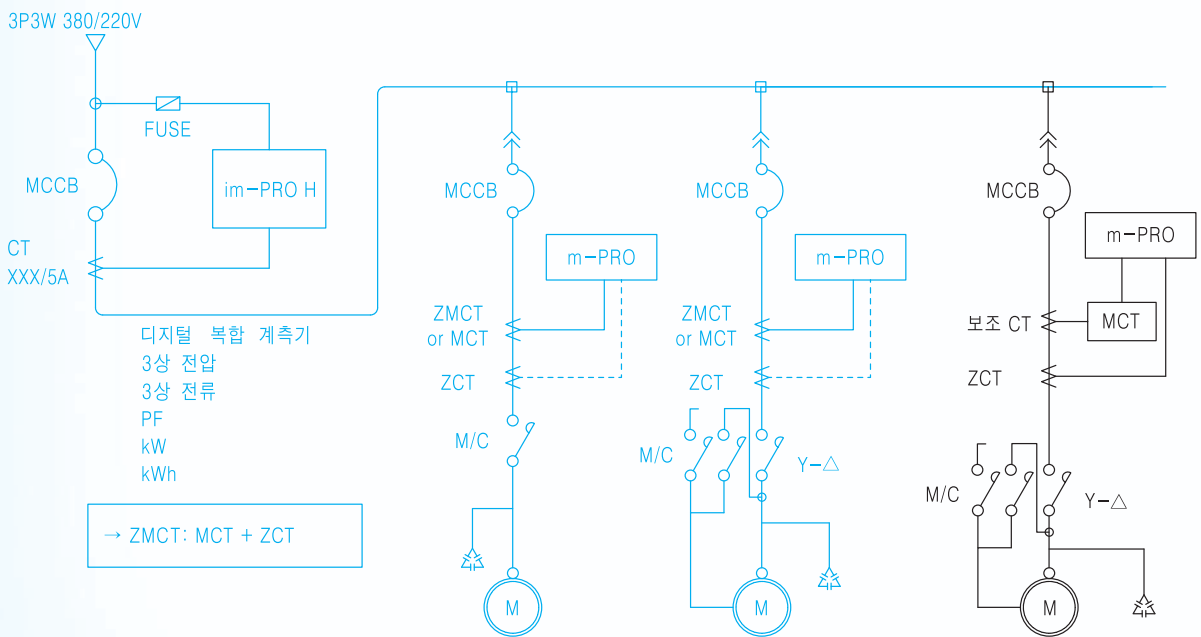 3P3W 380/220V
FUSE
MCCB
im-PRO H
CT
XXX/5A
디지털 복합 계측기
3상 전압
3상 전류
PF
kW
kWh
→ ZMCT: MCT + ZCT
MCCB
m-PRO
ZMCT
or MCT
ZCT
M/C
M
MCCB
m-PRO
ZMCT
or MCT
ZCT
M/C
Y-△
M
MCCB
m-PRO
보조 CT
MCT
ZCT
M/C
Y-△
M